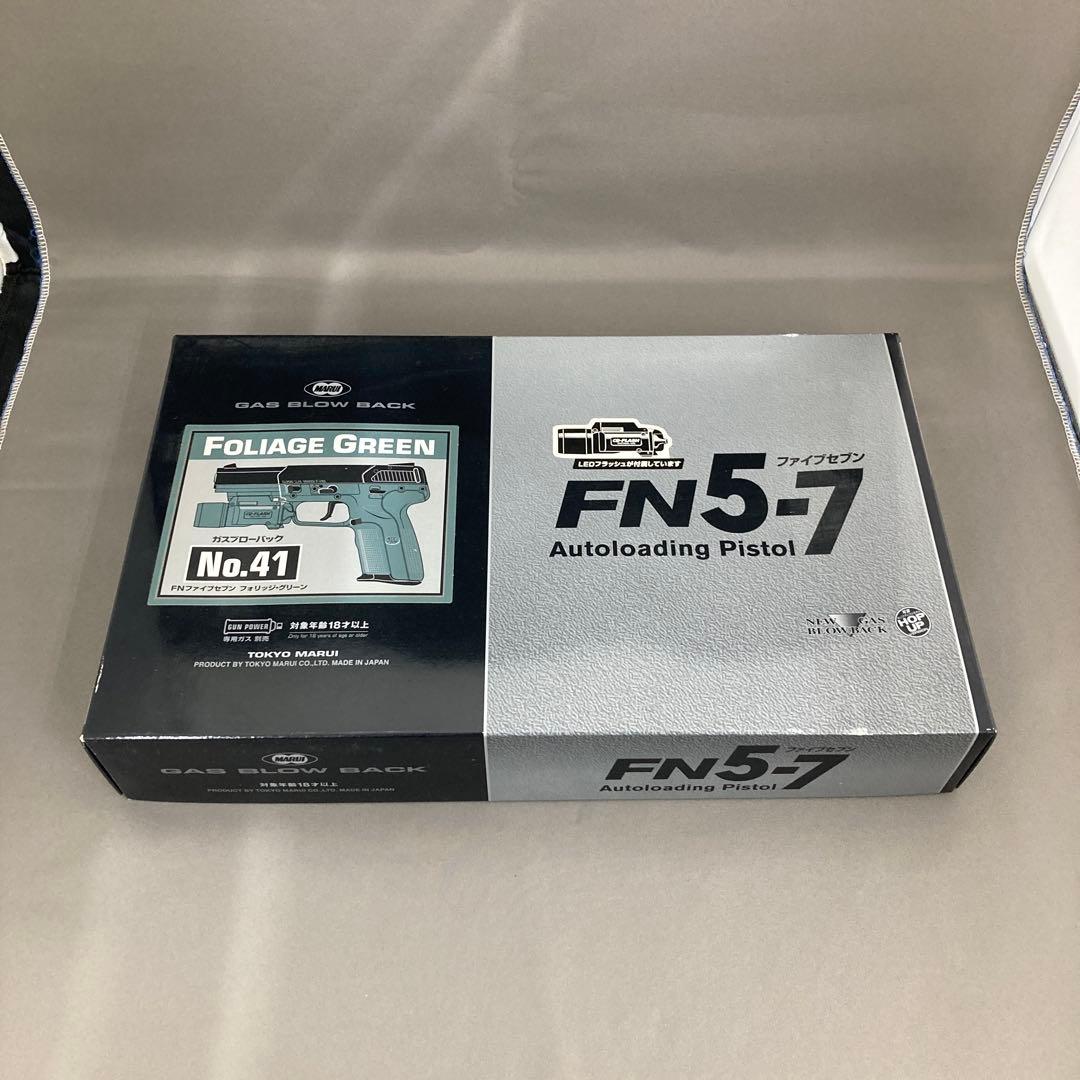 MARUI
GAS BLOW BACK
FOLIAGE GREEN
CQ-FLASH
ガスブローバック
No.41
FNファイブセブン フォリッジ・グリーン
GUN POWER
専用ガス 別売
対象年齢18才以上
Only for 18 years of age or older
TOKYO MARUI
PRODUCT BY TOKYO MARUI CO.,LTD. MADE IN JAPAN
CQ-FLASH
LEDフラッシュが付属しています
ファイブセブン
FN5-7
Autoloading Pistol
NEW GAS
BLOWBACK
HOP
UP
MARUI
GAS BLOW BACK
対象年齢18才以上
PRODUCT BY TOKYO MARUI CO.,LTD. MADE IN JAPAN
ファイブセブン
FN5-7
Autoloading Pistol